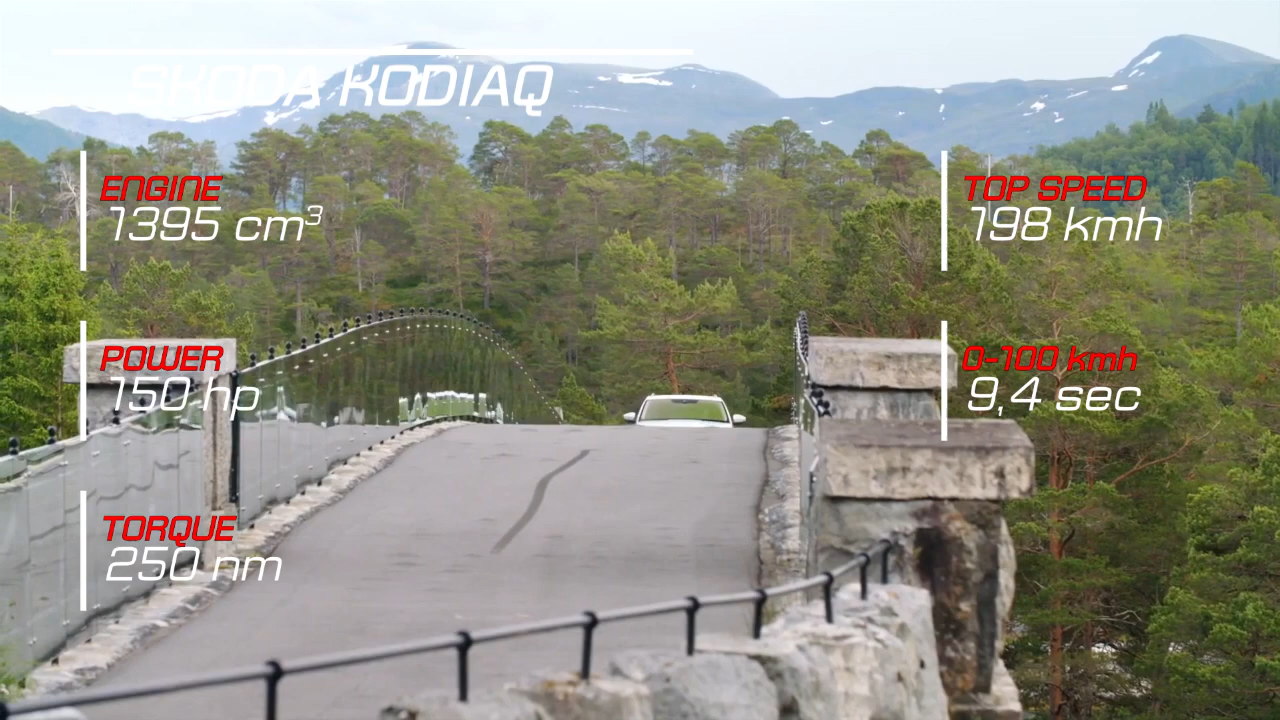 SKODA KODIAQ
ENGINE
1395 cm³
POWER
150 hp
TORQUE
250 nm
TOP SPEED
198 kmh
0-100 kmh
9,4 sec